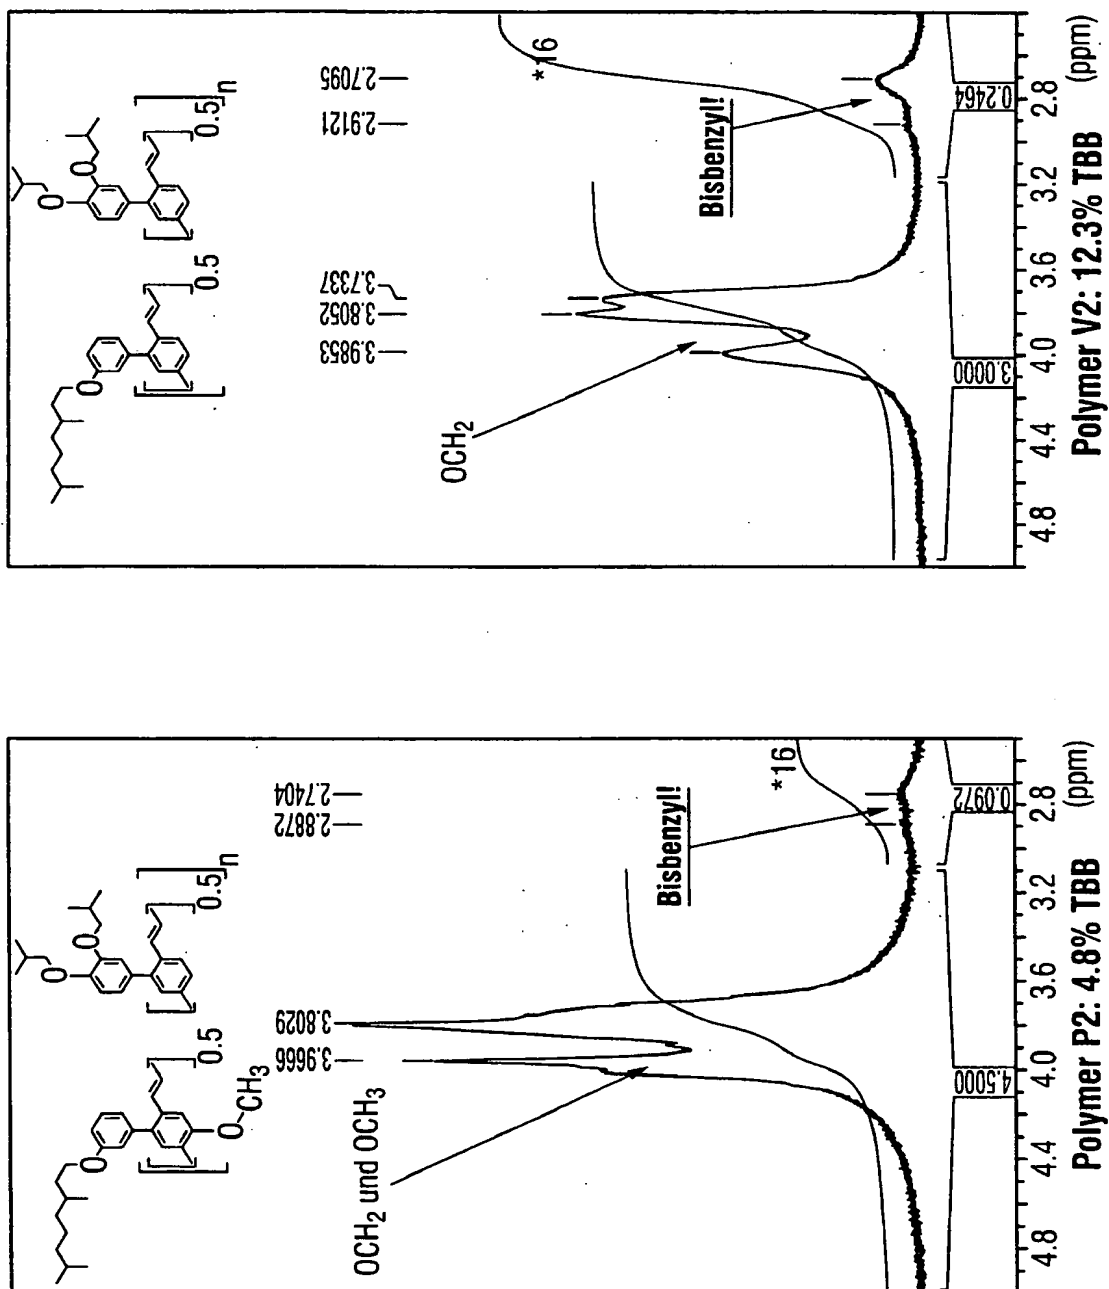 O
O
O
0.5
0.5
n
3.9853
3.8052
3.7337
2.9121
2.7095
OCH2
Bisbenzyl!
*16
3.0000
0.2464
4.8
4.4
4.0
3.6
3.2
2.8
(ppm)
Polymer V2: 12.3% TBB
O
O
O
O-CH3
0.5
0.5
n
3.9666
3.8029
2.8872
2.7404
OCH2 und OCH3
Bisbenzyl!
*16
4.5000
0.0972
4.8
4.4
4.0
3.6
3.2
2.8
(ppm)
Polymer P2: 4.8% TBB